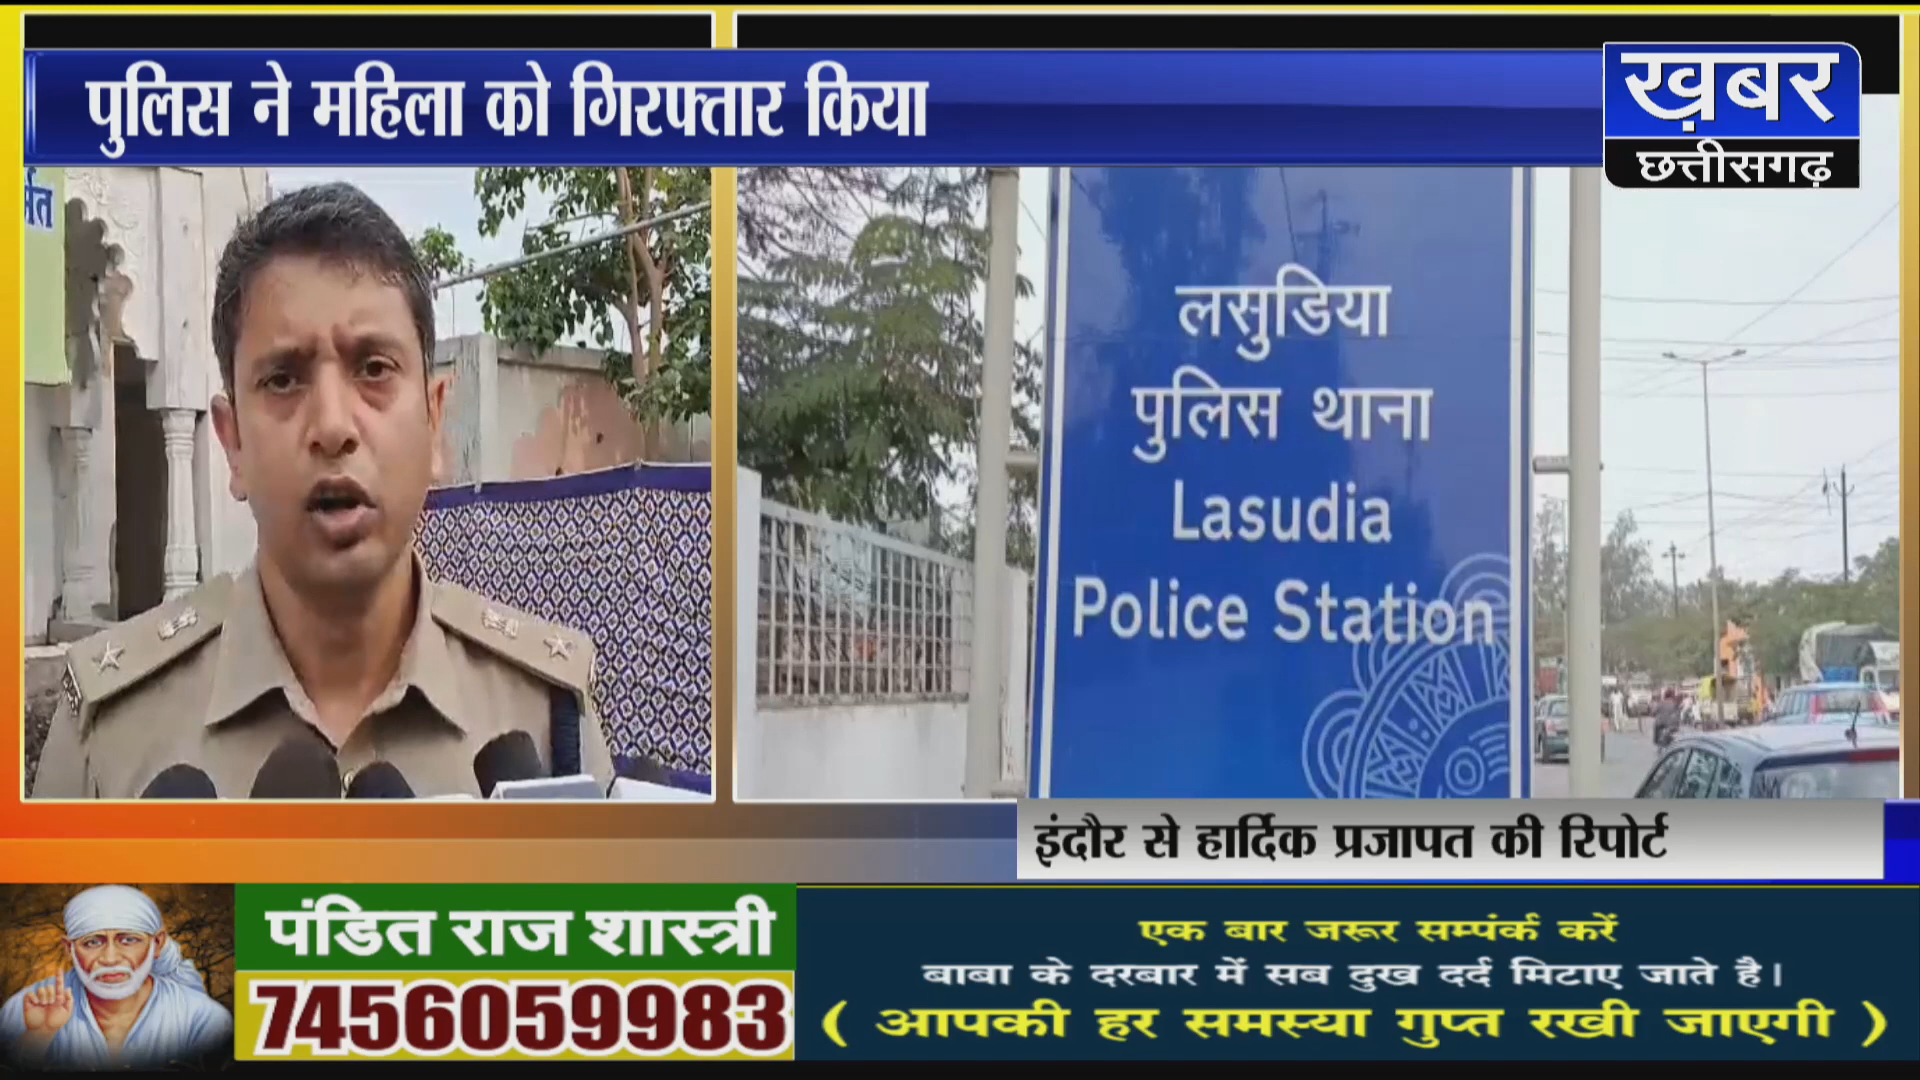 पुलिस ने महिला को गिरफ्तार किया
ख़बर
छत्तीसगढ़
लसुडिया
पुलिस थाना
Lasudia
Police Station
इंदौर से हार्दिक प्रजापत की रिपोर्ट
पंडित राज शास्त्री
7456059983
एक बार जरूर सम्पंर्क करें
बाबा के दरबार में सब दुख दर्द मिटाए जाते है।
( आपकी हर समस्या गुप्त रखी जाएगी )